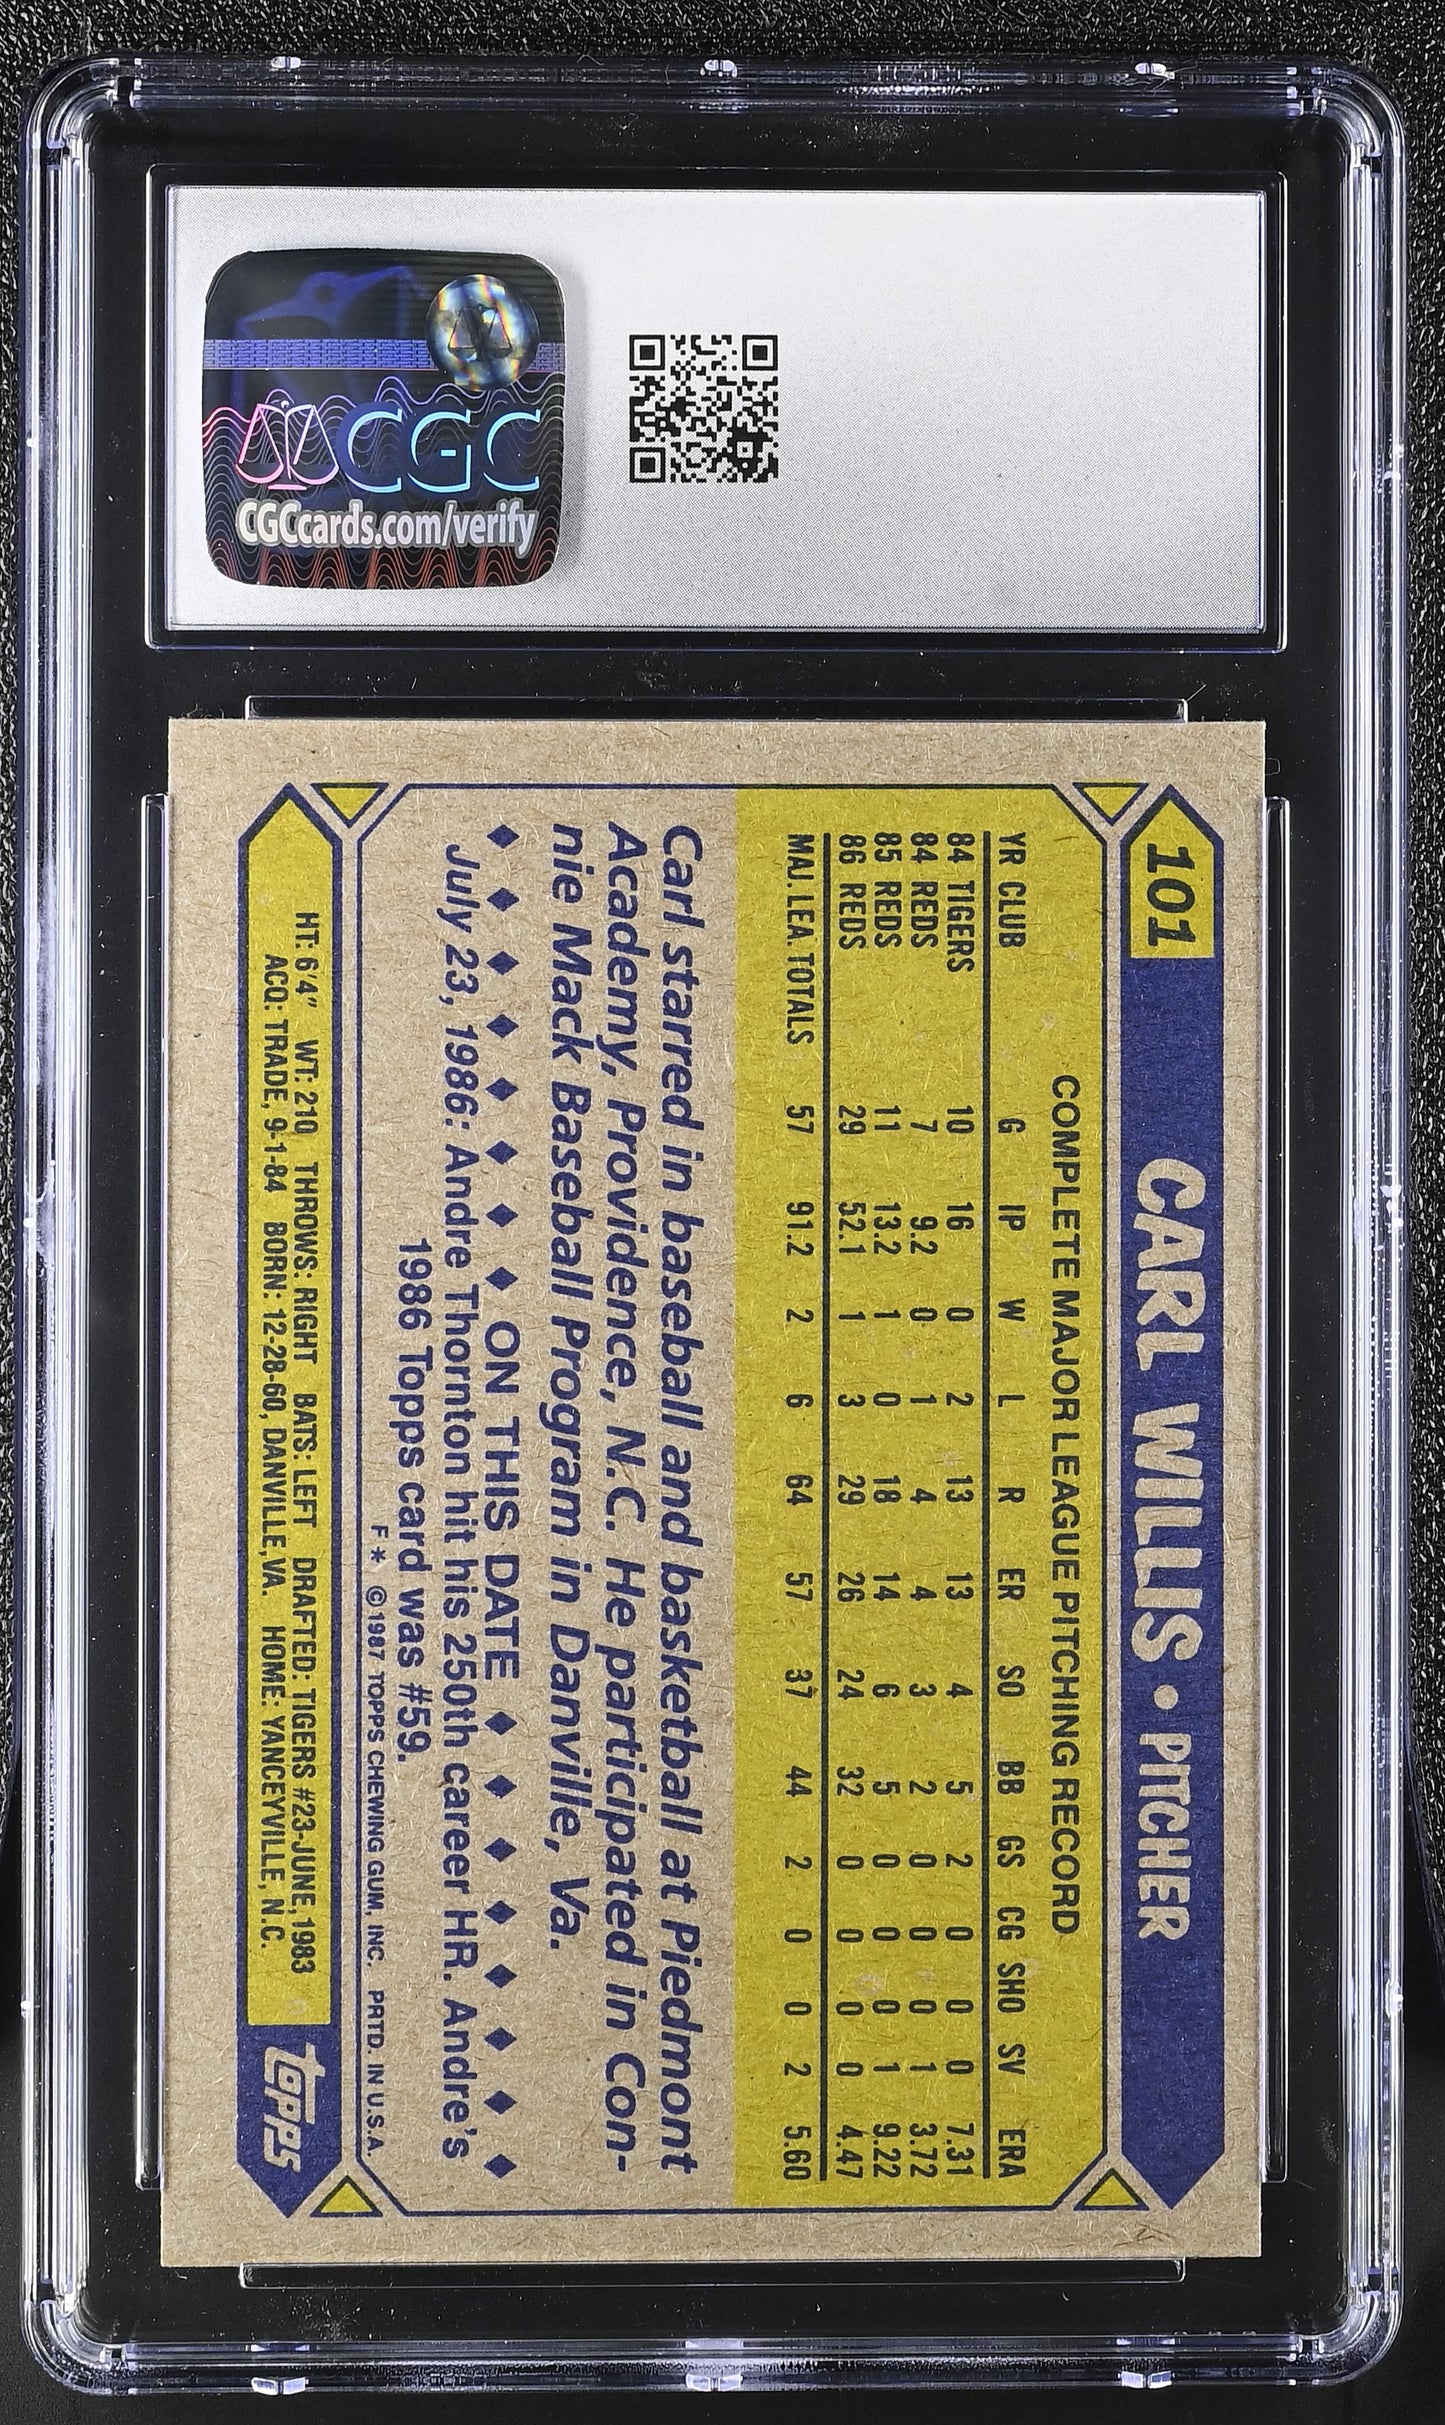 CGC
CGCcards.com/verify
101 CARL WILLIS • PITCHER
COMPLETE MAJOR LEAGUE PITCHING RECORD
YR CLUB G IP W L R ER SO BB GS CG SHO SV ERA
84 TIGERS 10 16 0 2 13 13 4 5 2 0 0 0 7.31
84 REDS 7 9.2 0 1 4 4 3 2 0 0 0 1 3.72
85 REDS 11 13.2 1 0 18 14 6 5 0 0 0 1 9.22
86 REDS 29 52.1 1 3 29 26 24 32 0 0 0 0 4.47
MAJ. LEA. TOTALS 57 91.2 2 6 64 57 37 44 2 0 0 2 5.60
Carl starred in baseball and basketball at Piedmont
Academy, Providence, N.C. He participated in Con-
nie Mack Baseball Program in Danville, Va.
♦ ♦ ♦ ♦ ♦ ♦ ♦ ♦ ON THIS DATE ♦ ♦ ♦ ♦ ♦ ♦ ♦ ♦
July 23, 1986: Andre Thornton hit his 250th career HR. Andre's
1986 Topps card was #59.
F* ©1987 TOPPS CHEWING GUM, INC. PRTD. IN U.S.A.
HT: 6'4" WT: 210 THROWS: RIGHT BATS: LEFT DRAFTED: TIGERS #23-JUNE, 1983
ACQ: TRADE, 9-1-84 BORN: 12-28-60, DANVILLE, VA. HOME: YANCEYVILLE, N.C.
topps